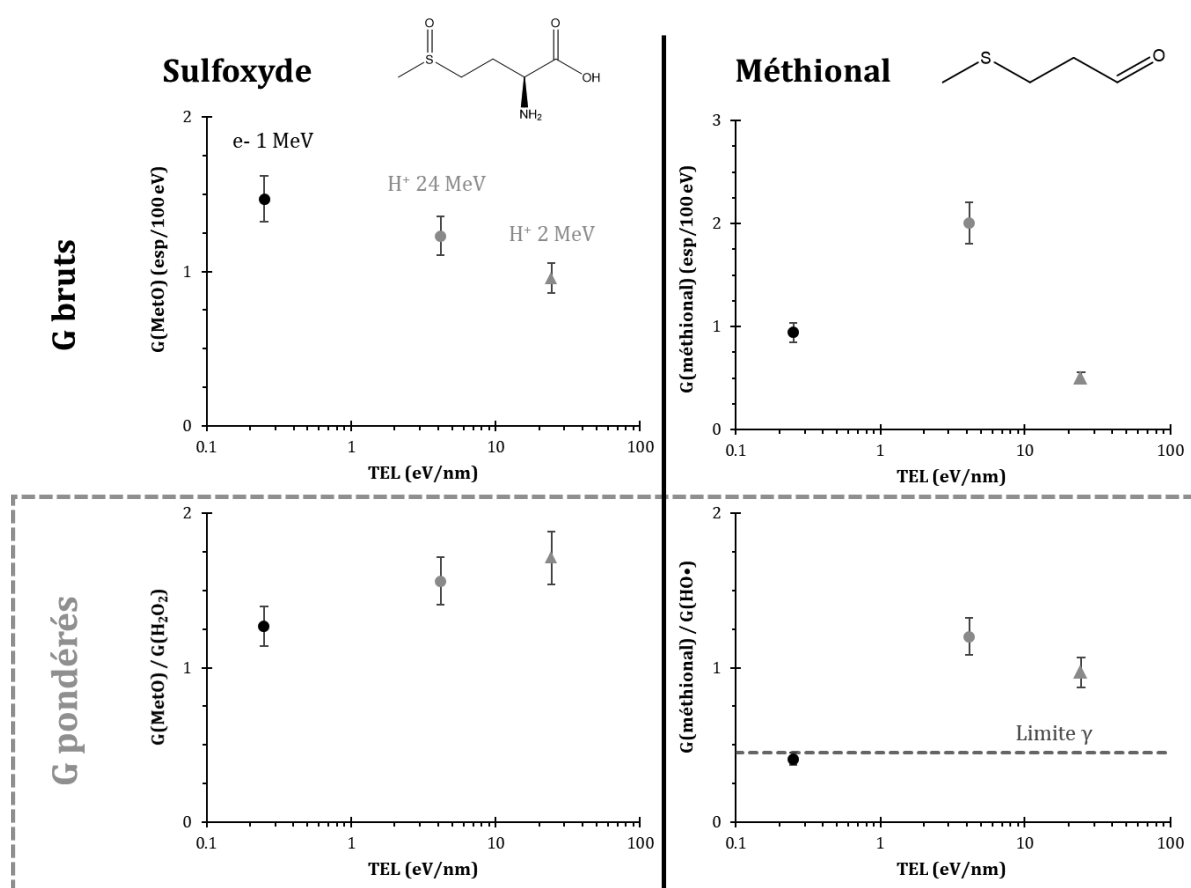 Sulfoxyde
O
S
O
OH
NH₂
Méthional
S
O
G bruts
G(MetO) (esp/100 eV)
2
1
0
e- 1 MeV
H⁺ 24 MeV
H⁺ 2 MeV
0.1 1 10 100
TEL (eV/nm)
G(méthional) (esp/100 eV)
3
2
1
0
0.1 1 10 100
TEL (eV/nm)
G pondérés
G(MetO) / G(H₂O₂)
2
1
0
0.1 1 10 100
TEL (eV/nm)
G(méthional) / G(HO•)
2
1
0
Limite γ
0.1 1 10 100
TEL (eV/nm)